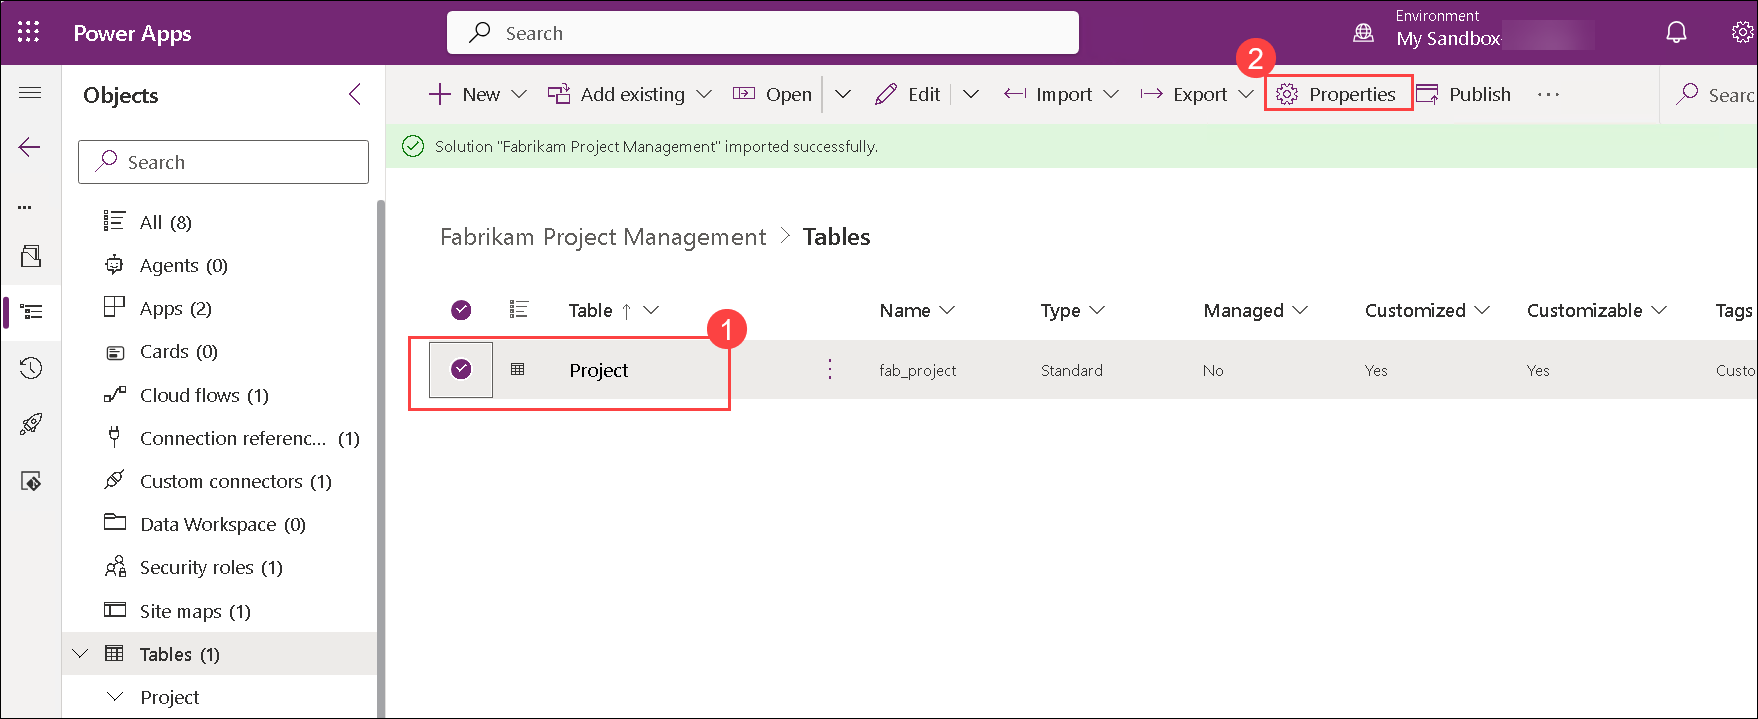 Power Apps
Search
Environment
My Sandbox-
Objects
New
Add existing
Open
Edit
Import
Export
2
Properties
Publish
...
Searc
Solution "Fabrikam Project Management" imported successfully.
Search
...
All (8)
Agents (0)
Apps (2)
Cards (0)
Cloud flows (1)
Connection referenc... (1)
Custom connectors (1)
Data Workspace (0)
Security roles (1)
Site maps (1)
Tables (1)
Project
Fabrikam Project Management > Tables
Table ↑ Name Type Managed Customized Customizable Tags
1
Project fab_project Standard No Yes Yes Custo